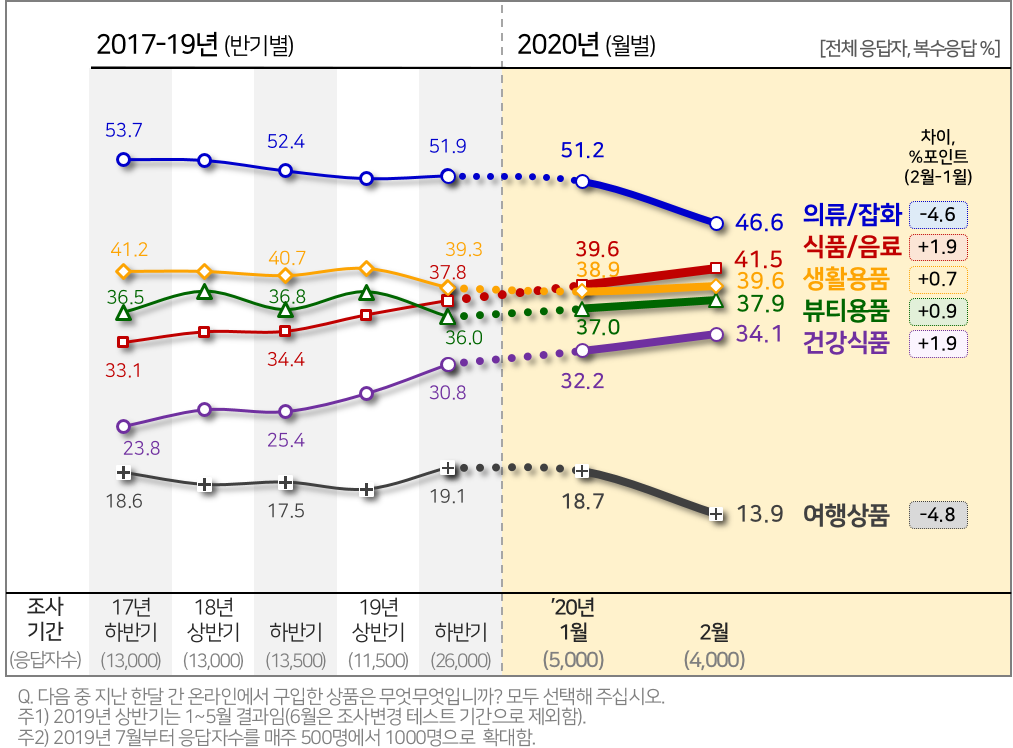 2017-19년 (반기별)
2020년 (월별)
[전체 응답자, 복수응답 %]
차이,
%포인트
(2월-1월)
53.7
52.4
51.9
51.2
46.6
의류/잡화
-4.6
41.2
40.7
39.3
38.9
39.6
생활용품
+0.7
36.5
36.8
36.0
37.0
37.9
뷰티용품
+0.9
33.1
34.4
37.8
39.6
41.5
식품/음료
+1.9
23.8
25.4
30.8
32.2
34.1
건강식품
+1.9
18.6
17.5
19.1
18.7
13.9
여행상품
-4.8
조사
기간
(응답자수)
17년
하반기
(13,000)
18년
상반기
(13,000)
하반기
(13,500)
19년
상반기
(11,500)
하반기
(26,000)
’20년
1월
(5,000)
2월
(4,000)
Q. 다음 중 지난 한달 간 온라인에서 구입한 상품은 무엇무엇입니까? 모두 선택해 주십시오.
주1) 2019년 상반기는 1~5월 결과임(6월은 조사변경 테스트 기간으로 제외함).
주2) 2019년 7월부터 응답자수를 매주 500명에서 1000명으로 확대함.